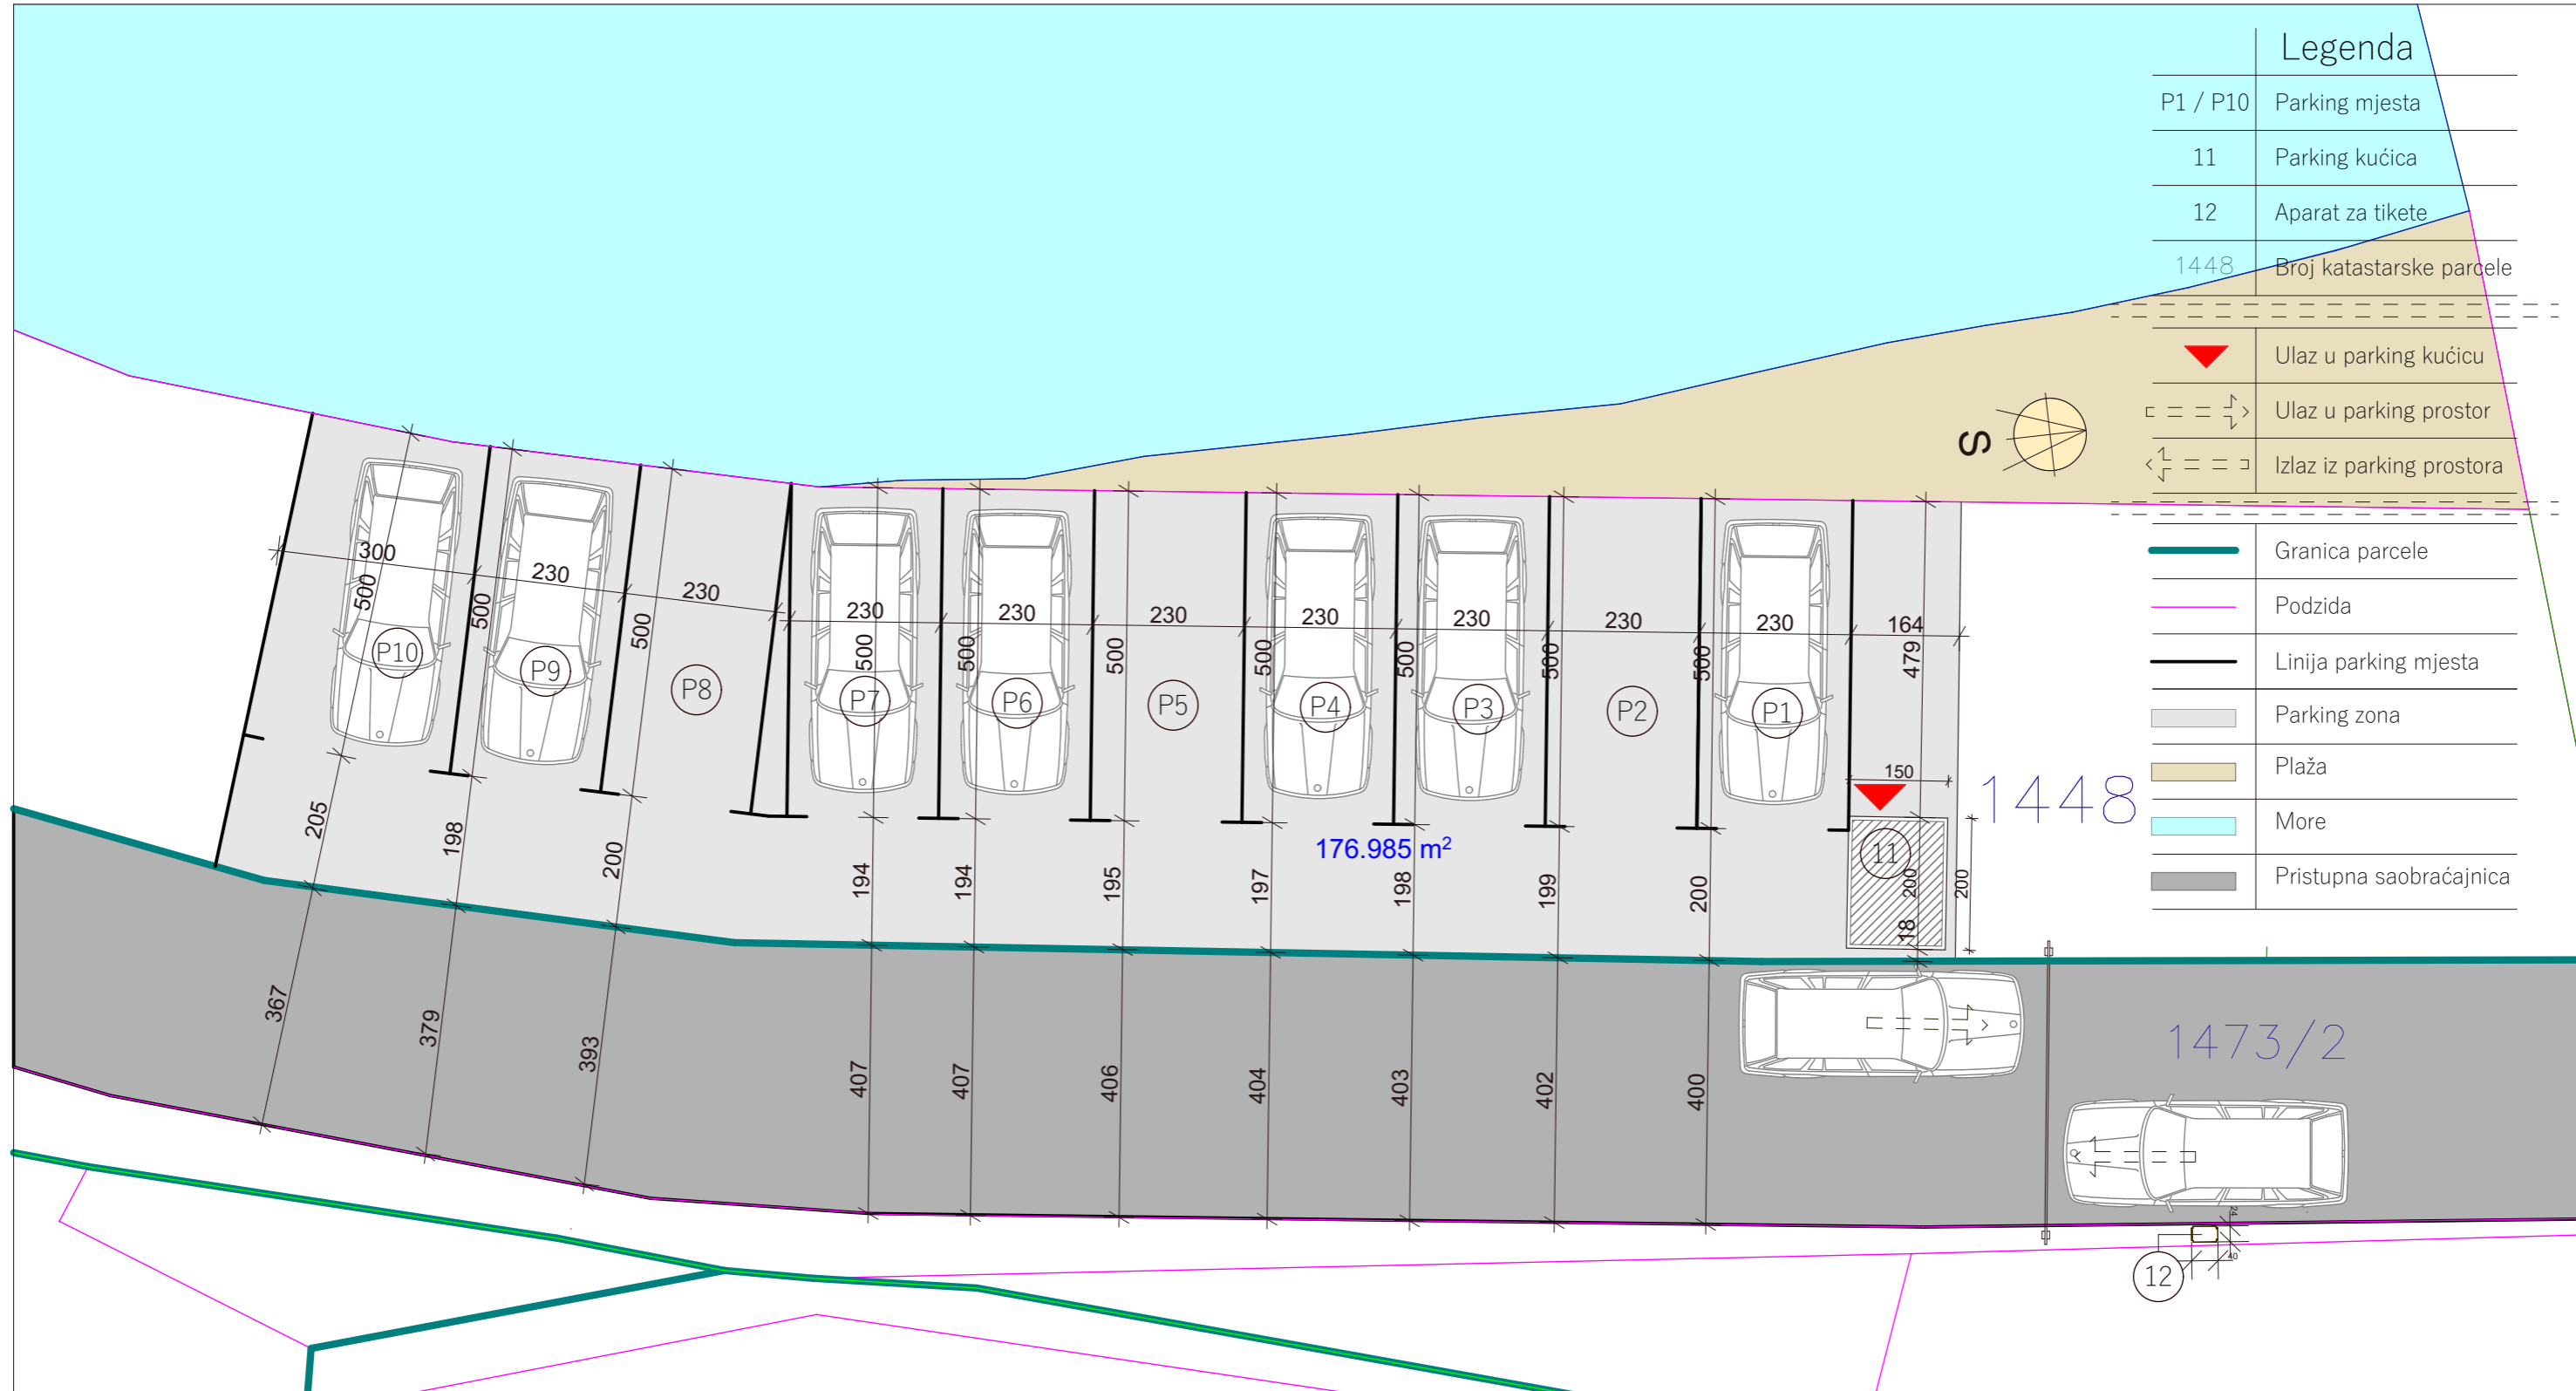 Legenda
P1 / P10 Parking mjesta
11 Parking kućica
12 Aparat za tikete
1448 Broj katastarske parcele
Ulaz u parking kućicu
Ulaz u parking prostor
Izlaz iz parking prostora
Granica parcele
Podzida
Linija parking mjesta
Parking zona
Plaža
More
Pristupna saobraćajnica
S
300 230 230 230 230 230 230 230 230 230 164
500 500 500 500 500 500 500 500 500 500 479
P10 P9 P8 P7 P6 P5 P4 P3 P2 P1
150
1448
176.985 m²
11
205 198 200 194 194 195 197 198 199 200 200 200
18
367 379 393 407 407 406 404 403 402 400
1473/2
24
40
12